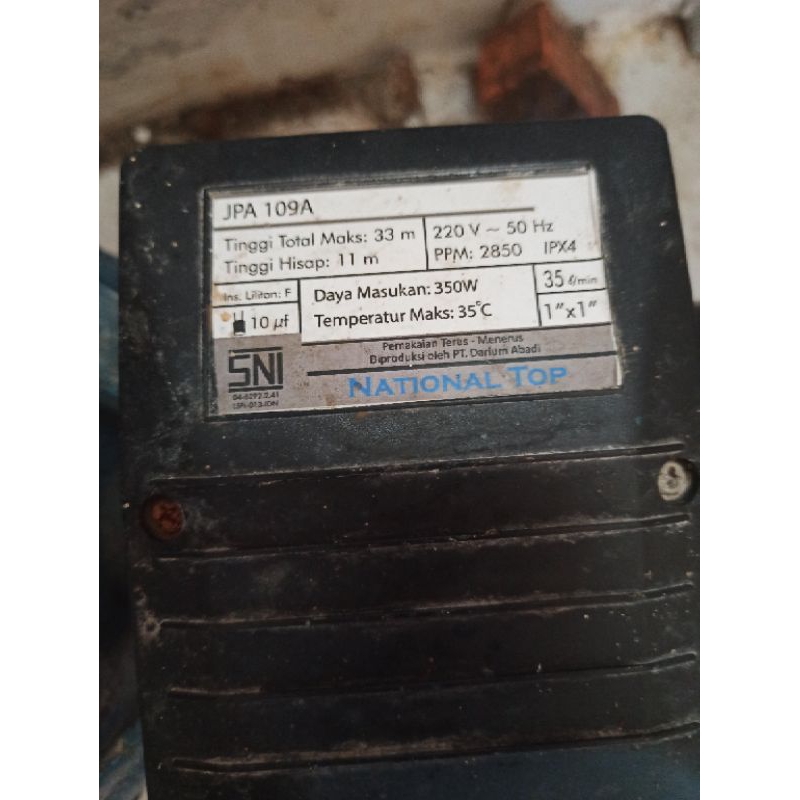 JPA 109A
Tinggi Total Maks: 33 m
Tinggi Hisap: 11 m
220 V ~ 50 Hz
PPM: 2850 IPX4
Ins. Lilitan: F
10 µf
Daya Masukan: 350W
Temperatur Maks: 35°C
35 ℓ/min
1"x1"
SNI
Pemakaian Terus - Menerus
Diproduksi oleh PT. Darlum Abadi
NATIONAL TOP